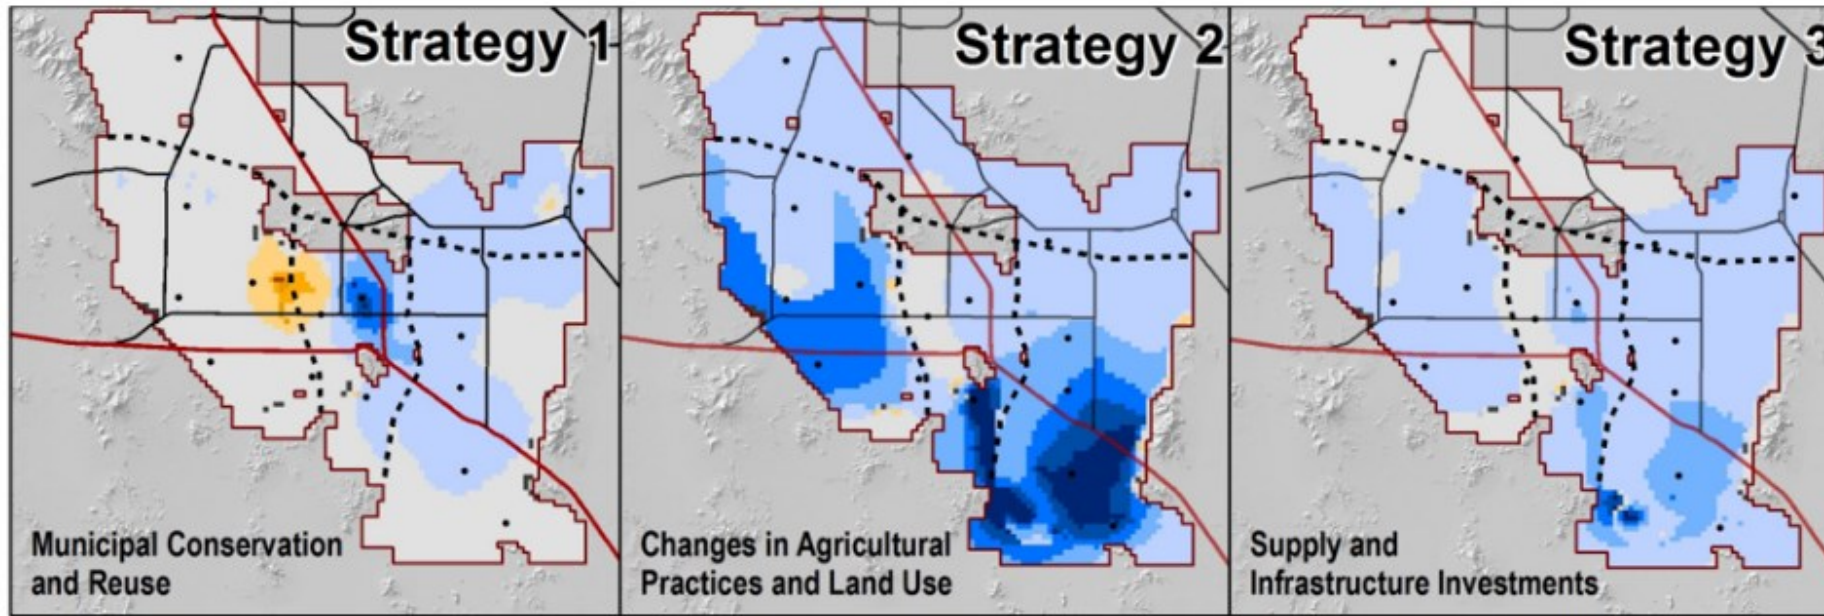 Strategy 1
Strategy 2
Strategy 3
Municipal Conservation
and Reuse
Changes in Agricultural
Practices and Land Use
Supply and
Infrastructure Investments